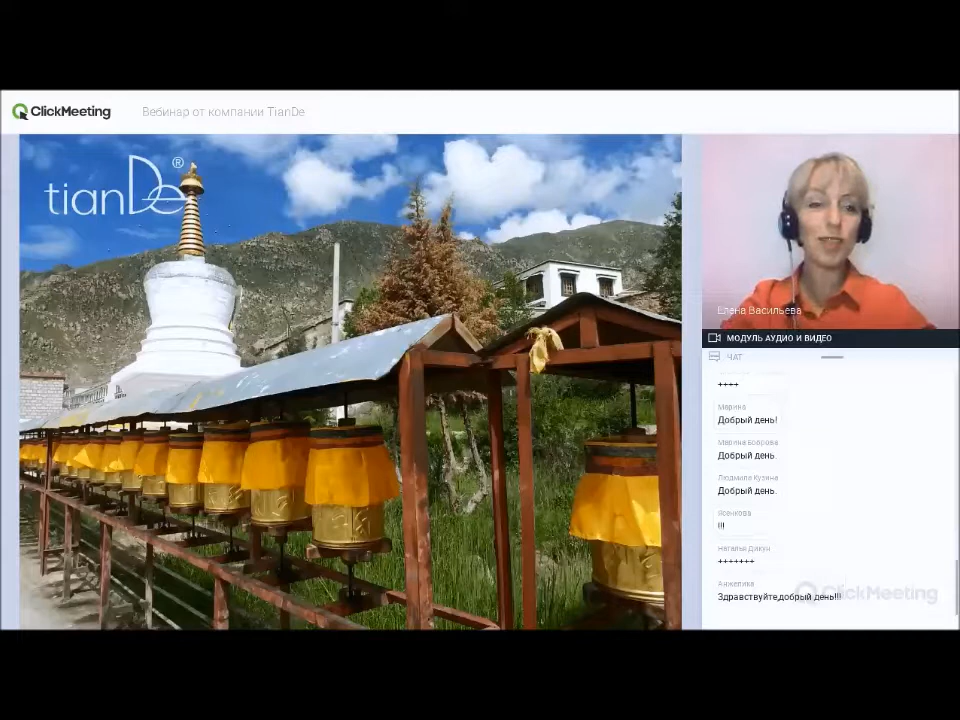 ClickMeeting
Вебинар от компании TianDe
tianDe®
Елена Васильева
МОДУЛЬ АУДИО И ВИДЕО
ЧАТ
++++
Марина
Добрый день!
Марина Боброва
Добрый день.
Людмила Кузина
Добрый день.
Ясенкова
!!!
Наталья Дикун
+++++++
Анжелика
Здравствуйте,добрый день!!!
ClickMeeting